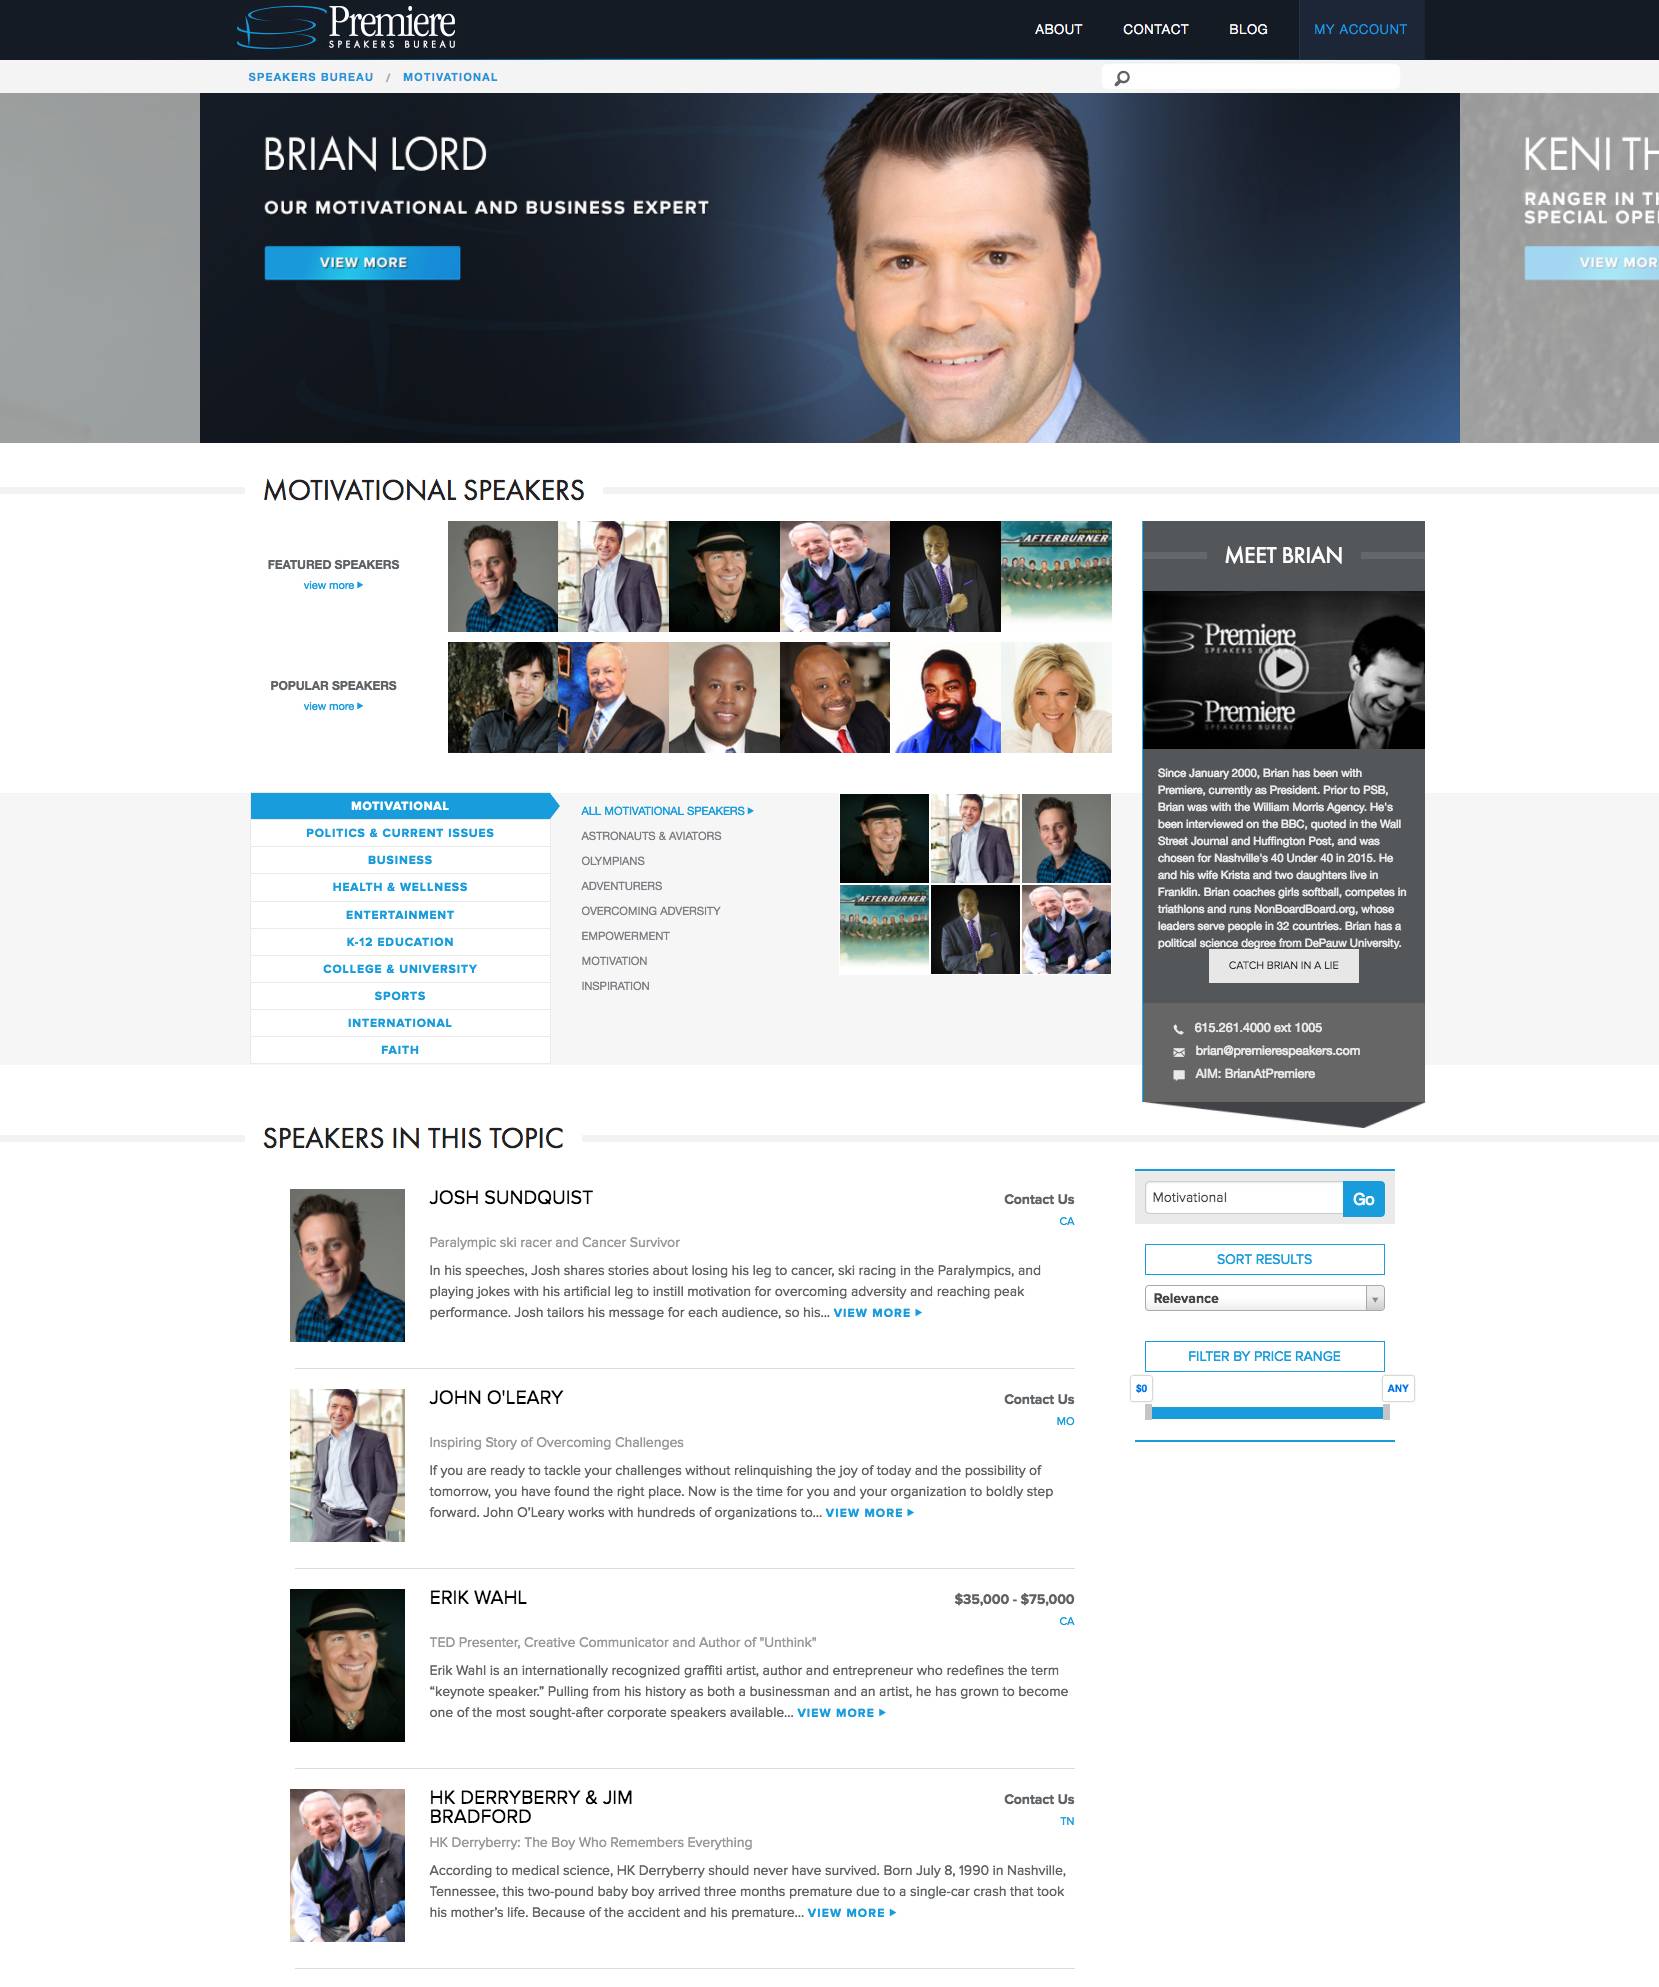 Premiere
SPEAKERS BUREAU
ABOUT
CONTACT
BLOG
MY ACCOUNT
SPEAKERS BUREAU / MOTIVATIONAL
BRIAN LORD
OUR MOTIVATIONAL AND BUSINESS EXPERT
VIEW MORE
KENI TH
RANGER IN TH
SPECIAL OPE
VIEW MOR
MOTIVATIONAL SPEAKERS
FEATURED SPEAKERS
view more
AFTERBURNER
POPULAR SPEAKERS
view more
MEET BRIAN
Premiere
SPEAKERS BUREAU
Premiere
SPEAKERS BUREAU
Since January 2000, Brian has been with
Premiere, currently as President. Prior to PSB,
Brian was with the William Morris Agency. He's
been interviewed on the BBC, quoted in the Wall
Street Journal and Huffington Post, and was
chosen for Nashville's 40 Under 40 in 2015. He
and his wife Krista and two daughters live in
Franklin. Brian coaches girls softball, competes in
triathlons and runs NonBoardBoard.org, whose
leaders serve people in 32 countries. Brian has a
political science degree from DePauw University.
CATCH BRIAN IN A LIE
615.261.4000 ext 1005
brian@premierespeakers.com
AIM: BrianAtPremiere
MOTIVATIONAL
POLITICS & CURRENT ISSUES
BUSINESS
HEALTH & WELLNESS
ENTERTAINMENT
K-12 EDUCATION
COLLEGE & UNIVERSITY
SPORTS
INTERNATIONAL
FAITH
ALL MOTIVATIONAL SPEAKERS
ASTRONAUTS & AVIATORS
OLYMPIANS
ADVENTURERS
OVERCOMING ADVERSITY
EMPOWERMENT
MOTIVATION
INSPIRATION
AFTERBURNER
SPEAKERS IN THIS TOPIC
JOSH SUNDQUIST
Contact Us
CA
Paralympic ski racer and Cancer Survivor
In his speeches, Josh shares stories about losing his leg to cancer, ski racing in the Paralympics, and
playing jokes with his artificial leg to instill motivation for overcoming adversity and reaching peak
performance. Josh tailors his message for each audience, so his... VIEW MORE
JOHN O'LEARY
Contact Us
MO
Inspiring Story of Overcoming Challenges
If you are ready to tackle your challenges without relinquishing the joy of today and the possibility of
tomorrow, you have found the right place. Now is the time for you and your organization to boldly step
forward. John O'Leary works with hundreds of organizations to... VIEW MORE
ERIK WAHL
$35,000 - $75,000
CA
TED Presenter, Creative Communicator and Author of "Unthink"
Erik Wahl is an internationally recognized graffiti artist, author and entrepreneur who redefines the term
“keynote speaker.” Pulling from his history as both a businessman and an artist, he has grown to become
one of the most sought-after corporate speakers available... VIEW MORE
HK DERRYBERRY & JIM
BRADFORD
Contact Us
TN
HK Derryberry: The Boy Who Remembers Everything
According to medical science, HK Derryberry should never have survived. Born July 8, 1990 in Nashville,
Tennessee, this two-pound baby boy arrived three months premature due to a single-car crash that took
his mother's life. Because of the accident and his premature... VIEW MORE
Motivational
Go
SORT RESULTS
Relevance
FILTER BY PRICE RANGE
$0
ANY